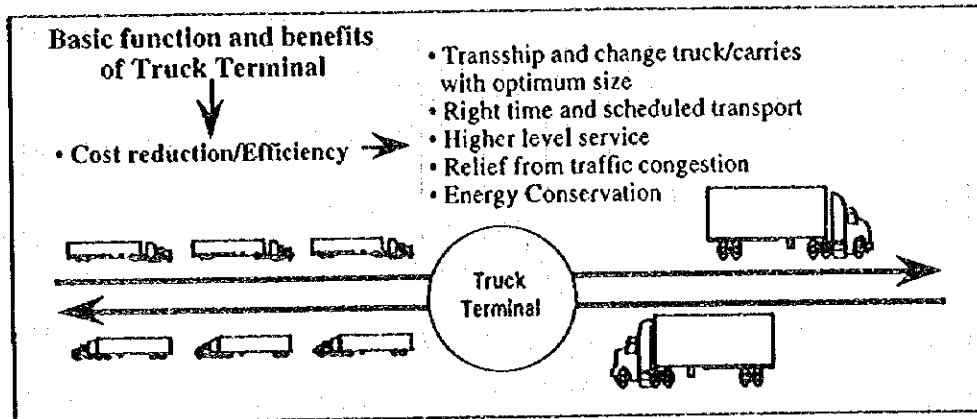 Basic function and benefits
of Truck Terminal
• Cost reduction/Efficiency
• Transship and change truck/carries
with optimum size
• Right time and scheduled transport
• Higher level service
• Relief from traffic congestion
• Energy Conservation
Truck
Terminal